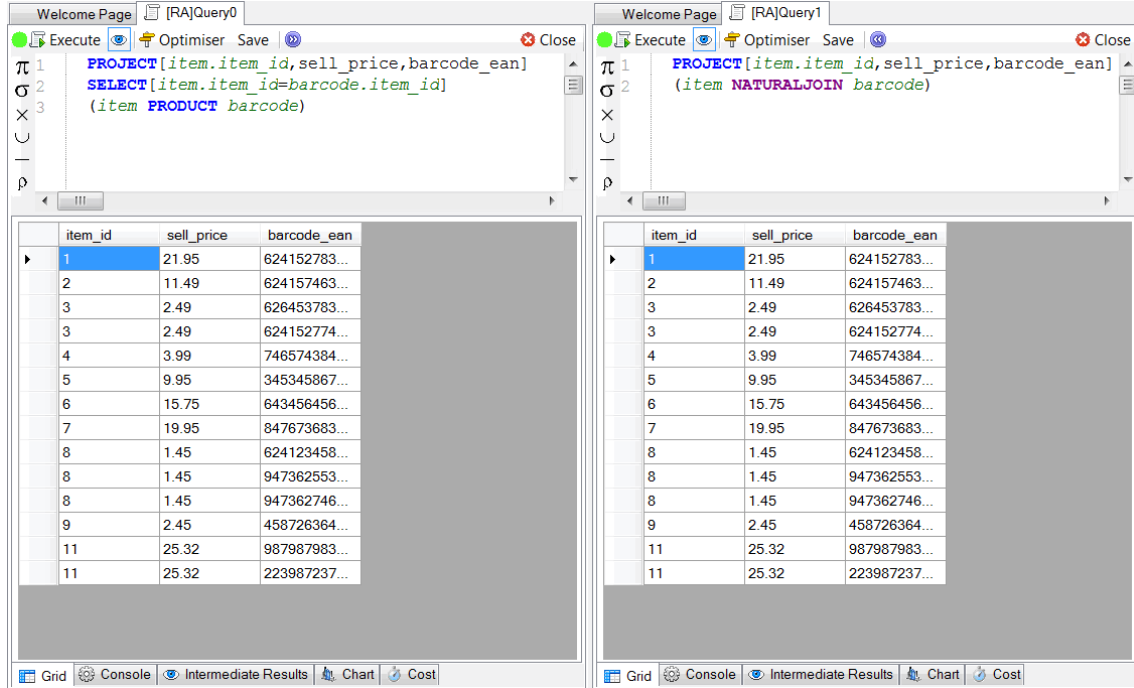 Welcome Page [RA]Query0
Execute Optimiser Save Close
π 1 PROJECT[item.item_id,sell_price,barcode_ean]
σ 2 SELECT[item.item_id=barcode.item_id]
× 3 (item PRODUCT barcode)
∪
—
ρ
item_id sell_price barcode_ean
1 21.95 624152783...
2 11.49 624157463...
3 2.49 626453783...
3 2.49 624152774...
4 3.99 746574384...
5 9.95 345345867...
6 15.75 643456456...
7 19.95 847673683...
8 1.45 624123458...
8 1.45 947362553...
8 1.45 947362746...
9 2.45 458726364...
11 25.32 987987983...
11 25.32 223987237...
Grid Console Intermediate Results Chart Cost
Welcome Page [RA]Query1
Execute Optimiser Save Close
π 1 PROJECT[item.item_id,sell_price,barcode_ean]
σ 2 (item NATURALJOIN barcode)
×
∪
—
ρ
item_id sell_price barcode_ean
1 21.95 624152783...
2 11.49 624157463...
3 2.49 626453783...
3 2.49 624152774...
4 3.99 746574384...
5 9.95 345345867...
6 15.75 643456456...
7 19.95 847673683...
8 1.45 624123458...
8 1.45 947362553...
8 1.45 947362746...
9 2.45 458726364...
11 25.32 987987983...
11 25.32 223987237...
Grid Console Intermediate Results Chart Cost